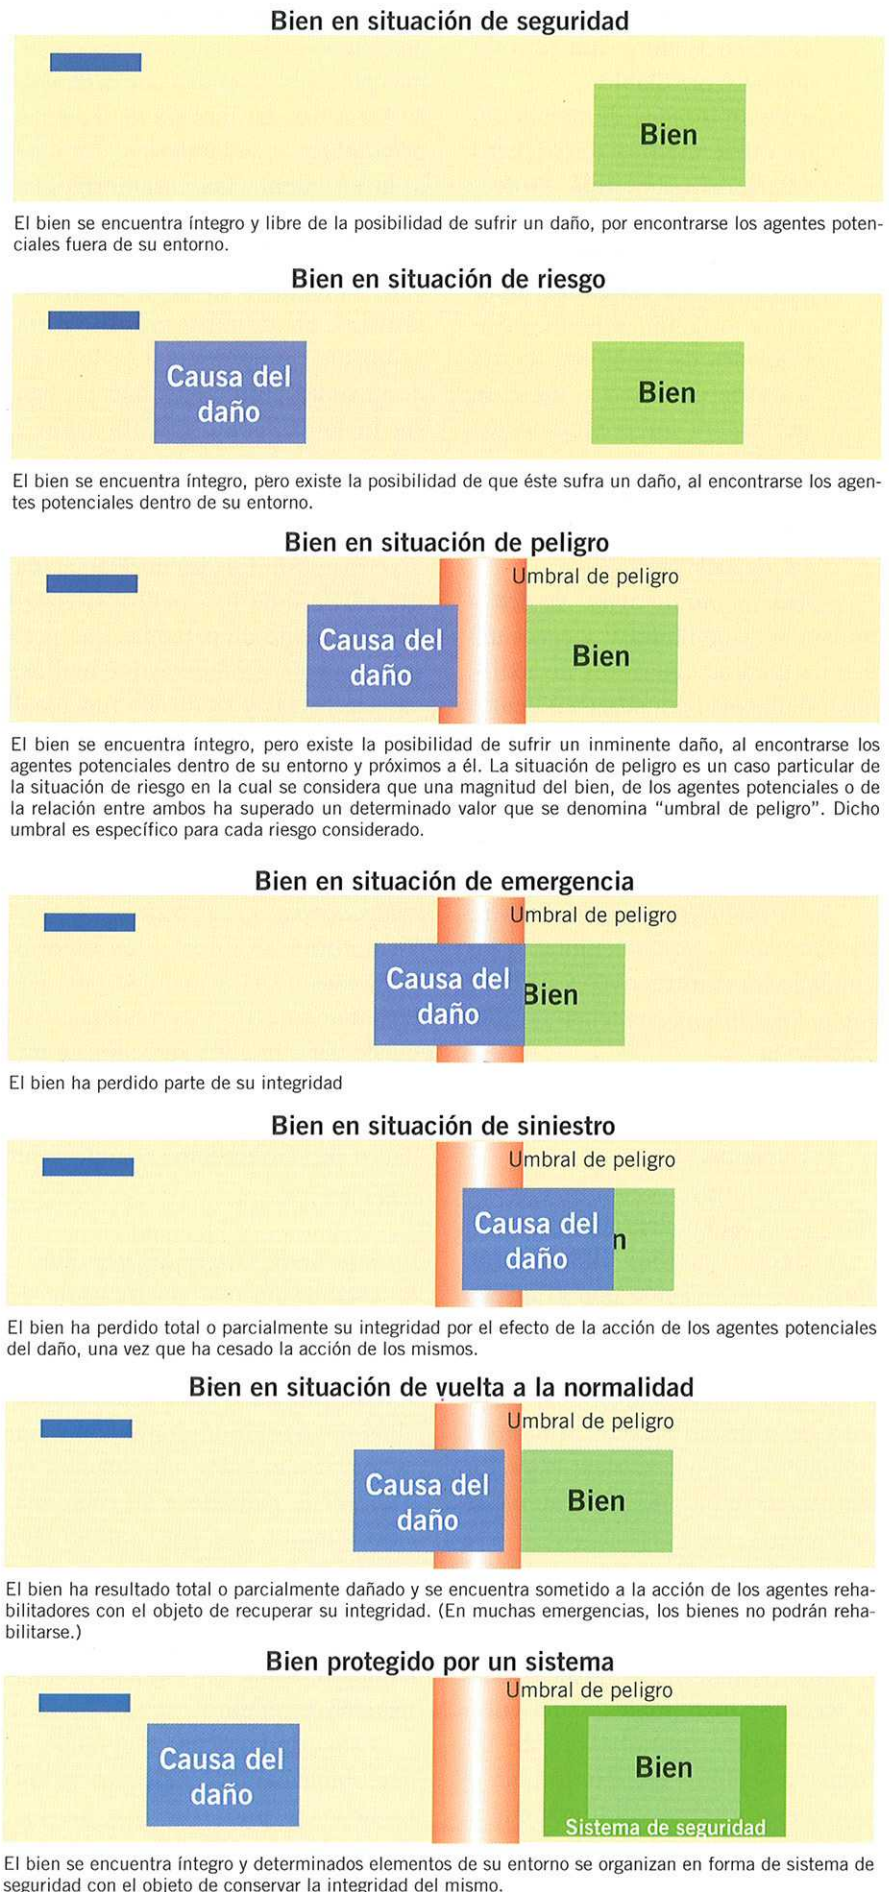 Bien en situación de seguridad
Bien
El bien se encuentra íntegro y libre de la posibilidad de sufrir un daño, por encontrarse los agentes poten-
ciales fuera de su entorno.
Bien en situación de riesgo
Causa del
daño
Bien
El bien se encuentra íntegro, pero existe la posibilidad de que éste sufra un daño, al encontrarse los agen-
tes potenciales dentro de su entorno.
Bien en situación de peligro
Umbral de peligro
Causa del
daño
Bien
El bien se encuentra íntegro, pero existe la posibilidad de sufrir un inminente daño, al encontrarse los
agentes potenciales dentro de su entorno y próximos a él. La situación de peligro es un caso particular de
la situación de riesgo en la cual se considera que una magnitud del bien, de los agentes potenciales o de
la relación entre ambos ha superado un determinado valor que se denomina “umbral de peligro”. Dicho
umbral es específico para cada riesgo considerado.
Bien en situación de emergencia
Umbral de peligro
Causa del
daño
Bien
El bien ha perdido parte de su integridad
Bien en situación de siniestro
Umbral de peligro
Causa del
daño
n
El bien ha perdido total o parcialmente su integridad por el efecto de la acción de los agentes potenciales
del daño, una vez que ha cesado la acción de los mismos.
Bien en situación de vuelta a la normalidad
Umbral de peligro
Causa del
daño
Bien
El bien ha resultado total o parcialmente dañado y se encuentra sometido a la acción de los agentes reha-
bilitadores con el objeto de recuperar su integridad. (En muchas emergencias, los bienes no podrán reha-
bilitarse.)
Bien protegido por un sistema
Umbral de peligro
Causa del
daño
Bien
Sistema de seguridad
El bien se encuentra íntegro y determinados elementos de su entorno se organizan en forma de sistema de
seguridad con el objeto de conservar la integridad del mismo.